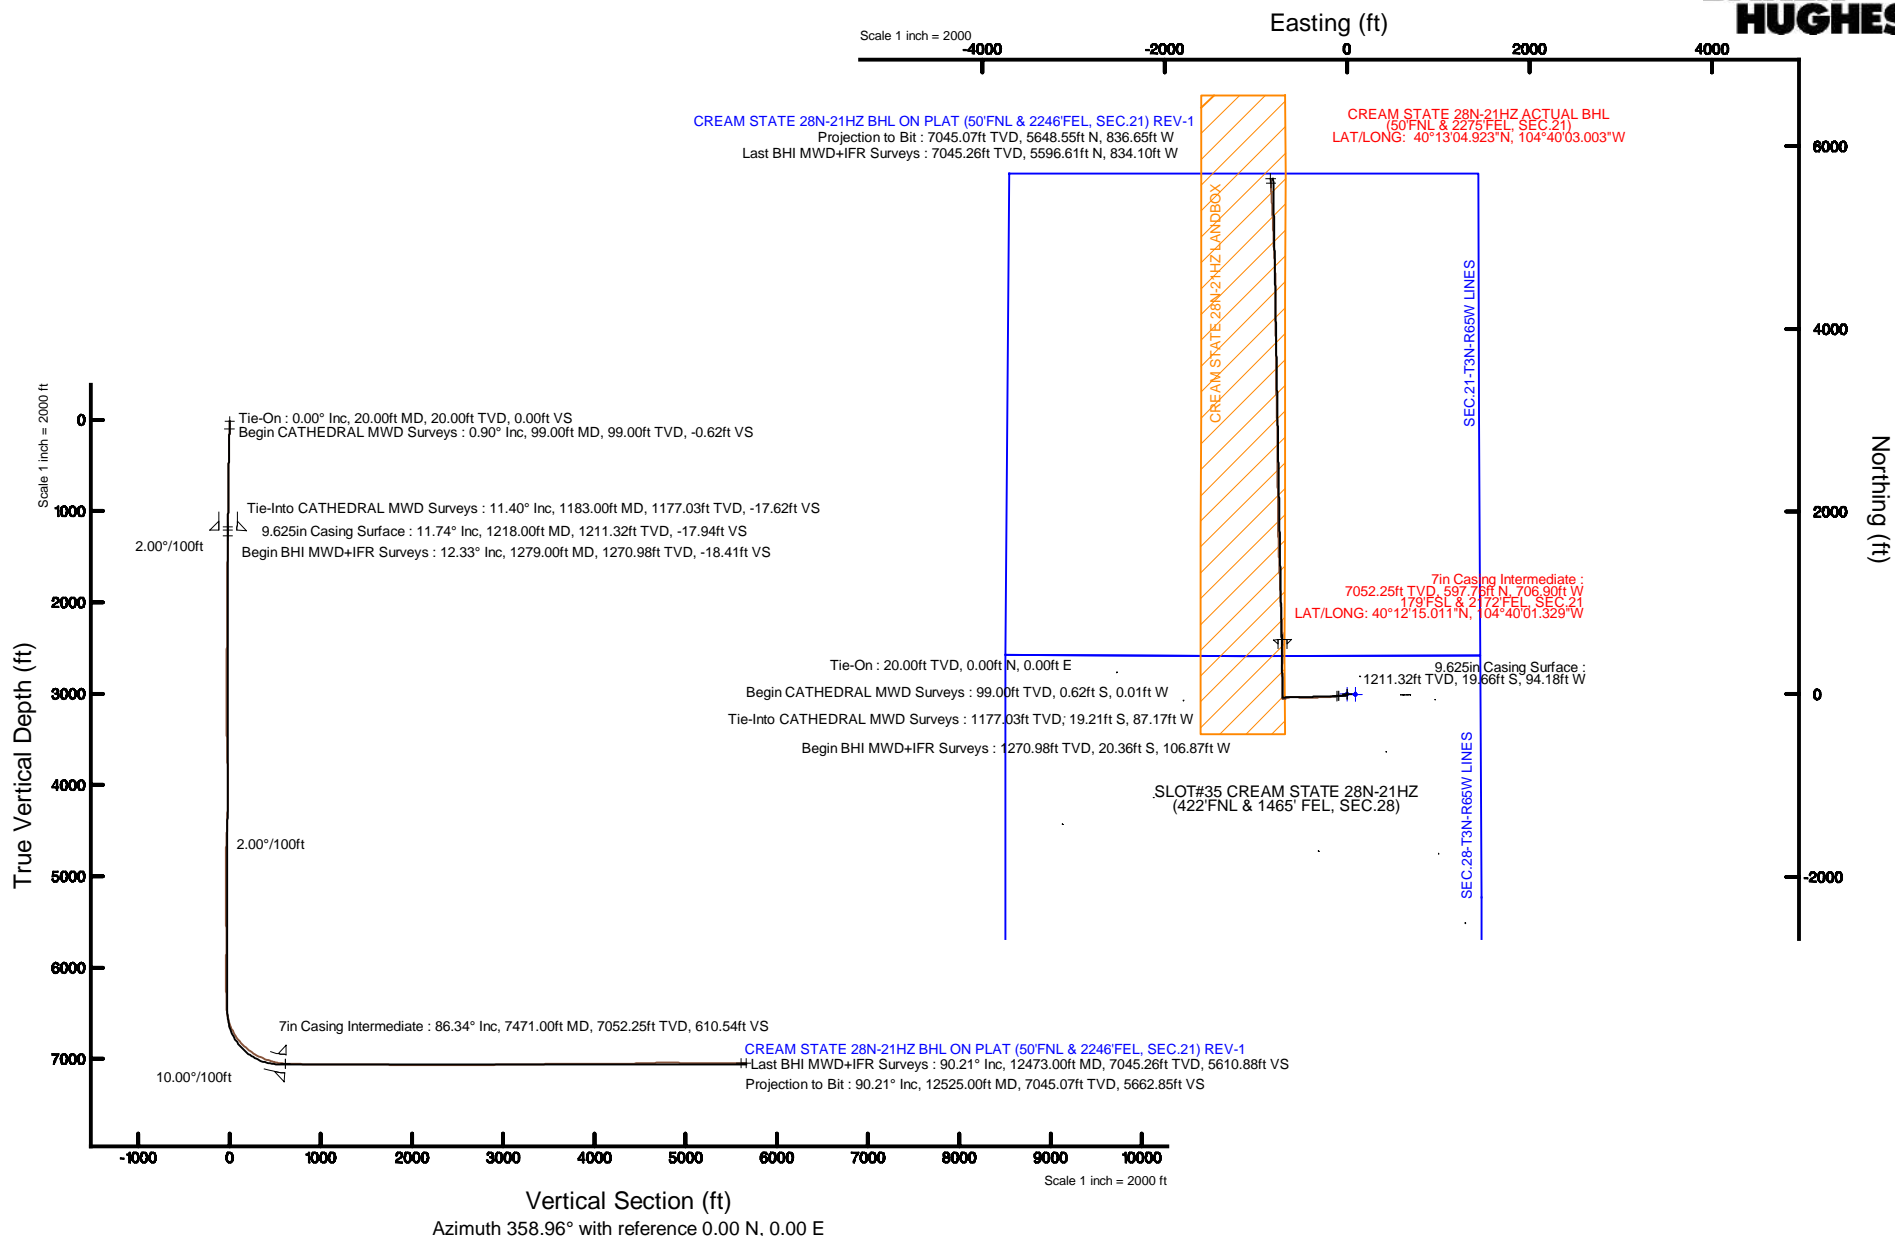 HUGHES
Easting (ft)
Scale 1 inch = 2000
-4000
-2000
0
2000
4000
CREAM STATE 28N-21HZ BHL ON PLAT (50'FNL & 2246'FEL, SEC.21) REV-1
Projection to Bit : 7045.07ft TVD, 5648.55ft N, 836.65ft W
Last BHI MWD+IFR Surveys : 7045.26ft TVD, 5596.61ft N, 834.10ft W
CREAM STATE 28N-21HZ ACTUAL BHL
(50'FNL & 2275'FEL, SEC.21)
LAT/LONG: 40°13'04.923"N, 104°40'03.003"W
6000
4000
2000
0
-2000
Northing (ft)
CREAM STATE 28N-21HZ LANDBOX
SEC.21-T3N-R65W LINES
SEC.28-T3N-R65W LINES
7in Casing Intermediate :
7052.25ft TVD, 597.76ft N, 706.90ft W
179'FSL & 2172'FEL, SEC.21
LAT/LONG: 40°12'15.011"N, 104°40'01.329"W
Tie-On : 20.00ft TVD, 0.00ft N, 0.00ft E
9.625in Casing Surface :
1211.32ft TVD, 19.66ft S, 94.18ft W
Begin CATHEDRAL MWD Surveys : 99.00ft TVD, 0.62ft S, 0.01ft W
Tie-Into CATHEDRAL MWD Surveys : 1177.03ft TVD, 19.21ft S, 87.17ft W
Begin BHI MWD+IFR Surveys : 1270.98ft TVD, 20.36ft S, 106.87ft W
SLOT#35 CREAM STATE 28N-21HZ
(422'FNL & 1465' FEL, SEC.28)
Scale 1 inch = 2000 ft
True Vertical Depth (ft)
0
1000
2000
3000
4000
5000
6000
7000
Tie-On : 0.00° Inc, 20.00ft MD, 20.00ft TVD, 0.00ft VS
Begin CATHEDRAL MWD Surveys : 0.90° Inc, 99.00ft MD, 99.00ft TVD, -0.62ft VS
Tie-Into CATHEDRAL MWD Surveys : 11.40° Inc, 1183.00ft MD, 1177.03ft TVD, -17.62ft VS
9.625in Casing Surface : 11.74° Inc, 1218.00ft MD, 1211.32ft TVD, -17.94ft VS
2.00°/100ft
Begin BHI MWD+IFR Surveys : 12.33° Inc, 1279.00ft MD, 1270.98ft TVD, -18.41ft VS
2.00°/100ft
7in Casing Intermediate : 86.34° Inc, 7471.00ft MD, 7052.25ft TVD, 610.54ft VS
10.00°/100ft
CREAM STATE 28N-21HZ BHL ON PLAT (50'FNL & 2246'FEL, SEC.21) REV-1
Last BHI MWD+IFR Surveys : 90.21° Inc, 12473.00ft MD, 7045.26ft TVD, 5610.88ft VS
Projection to Bit : 90.21° Inc, 12525.00ft MD, 7045.07ft TVD, 5662.85ft VS
-1000
0
1000
2000
3000
4000
5000
6000
7000
8000
9000
10000
Scale 1 inch = 2000 ft
Vertical Section (ft)
Azimuth 358.96° with reference 0.00 N, 0.00 E